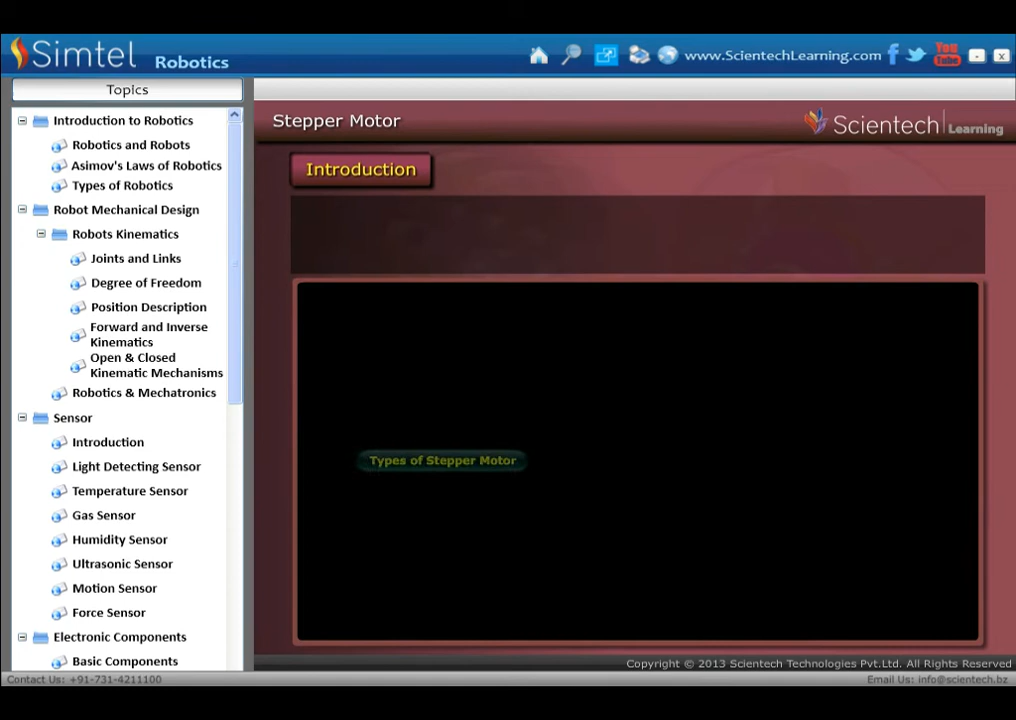 Simtel Robotics
www.ScientechLearning.com
You Tube
Topics
Introduction to Robotics
Robotics and Robots
Asimov's Laws of Robotics
Types of Robotics
Robot Mechanical Design
Robots Kinematics
Joints and Links
Degree of Freedom
Position Description
Forward and Inverse
Kinematics
Open & Closed
Kinematic Mechanisms
Robotics & Mechatronics
Sensor
Introduction
Light Detecting Sensor
Temperature Sensor
Gas Sensor
Humidity Sensor
Ultrasonic Sensor
Motion Sensor
Force Sensor
Electronic Components
Basic Components
Stepper Motor
Scientech Learning
Introduction
Types of Stepper Motor
Copyright © 2013 Scientech Technologies Pvt.Ltd. All Rights Reserved
Contact Us: +91-731-4211100
Email Us: info@scientech.bz